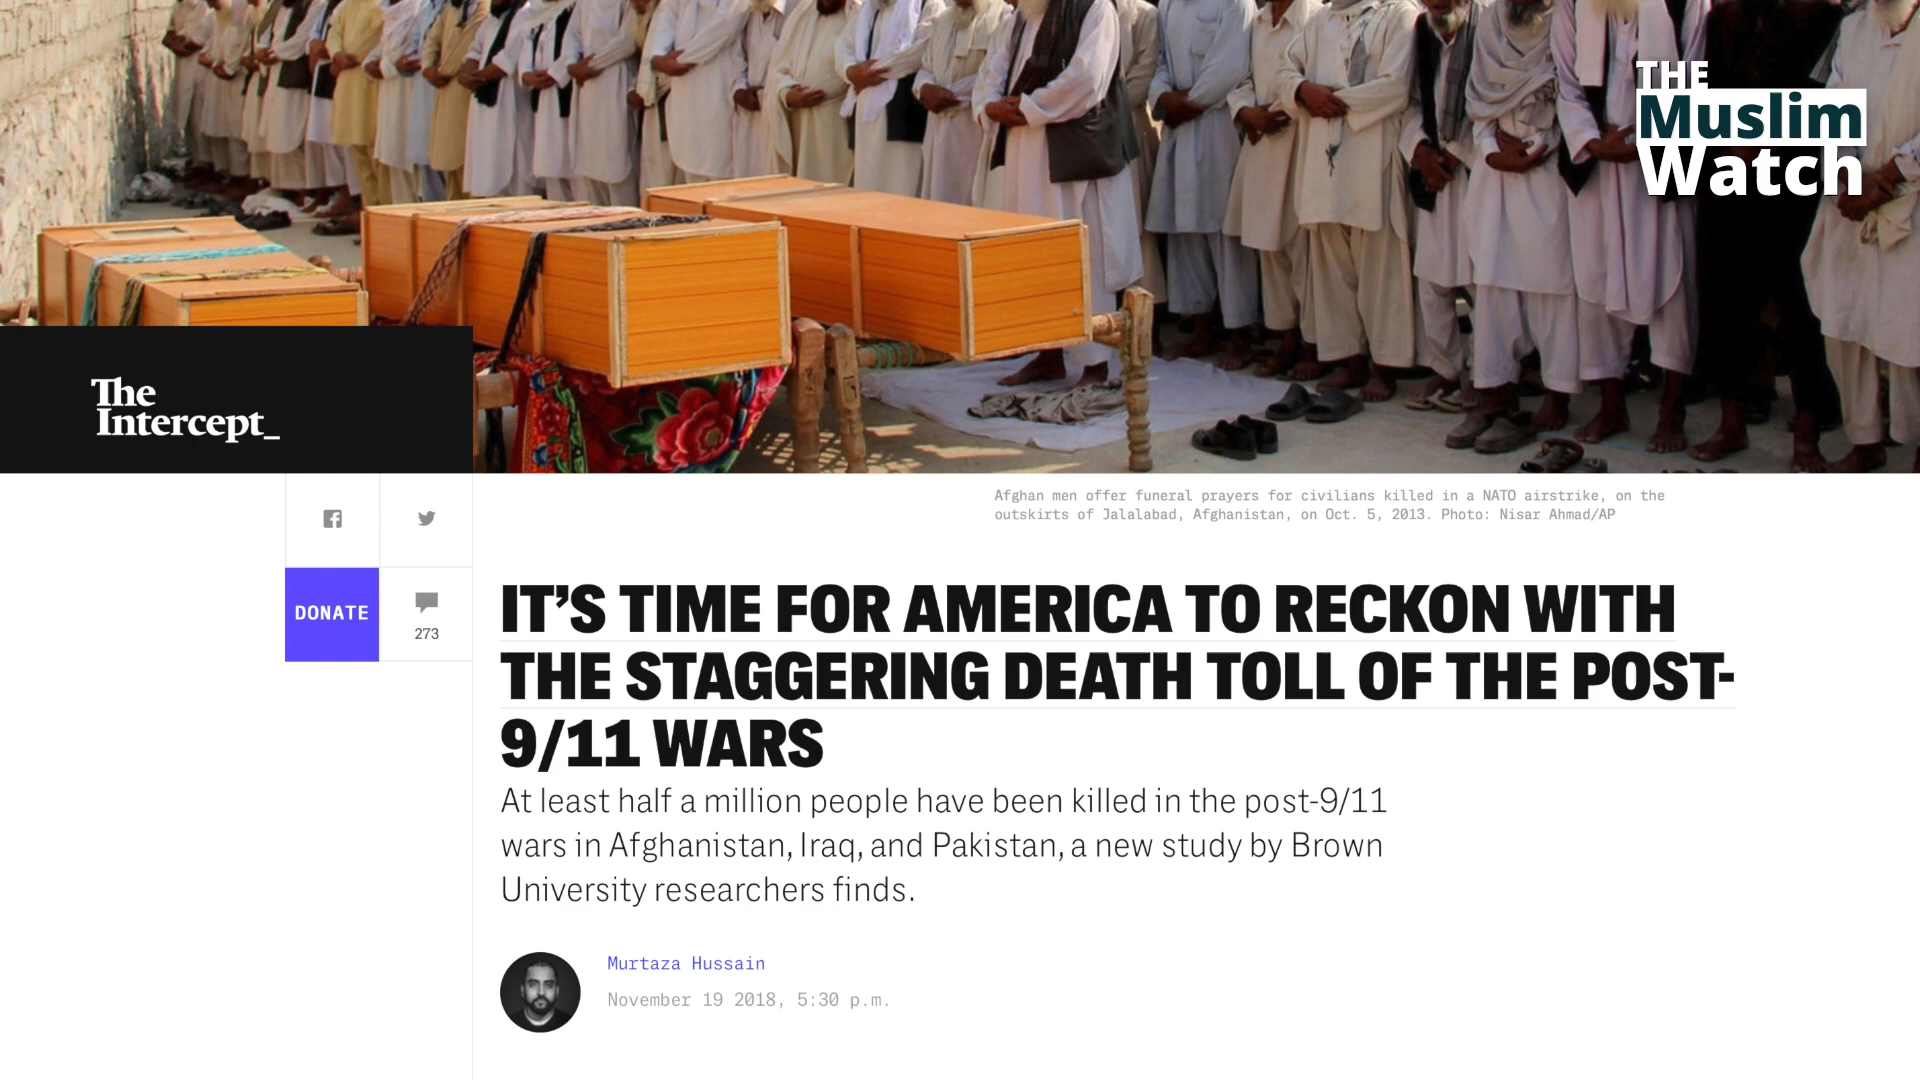 THE
Muslim
Watch
The
Intercept_
Afghan men offer funeral prayers for civilians killed in a NATO airstrike, on the
outskirts of Jalalabad, Afghanistan, on Oct. 5, 2013. Photo: Nisar Ahmad/AP
DONATE
273
IT’S TIME FOR AMERICA TO RECKON WITH
THE STAGGERING DEATH TOLL OF THE POST-
9/11 WARS
At least half a million people have been killed in the post-9/11
wars in Afghanistan, Iraq, and Pakistan, a new study by Brown
University researchers finds.
Murtaza Hussain
November 19 2018, 5:30 p.m.